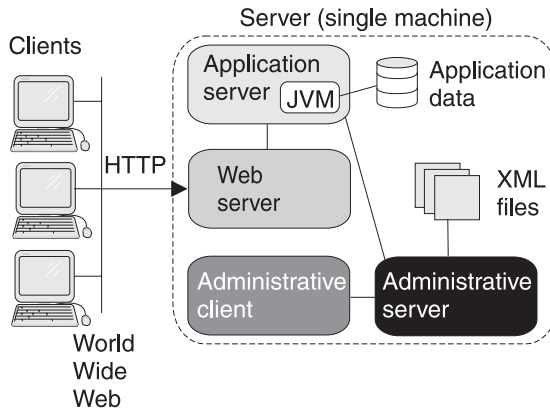 Server (single machine)
Clients
Application
server
JVM
Application
data
HTTP
Web
server
XML
files
Administrative
client
Administrative
server
World
Wide
Web